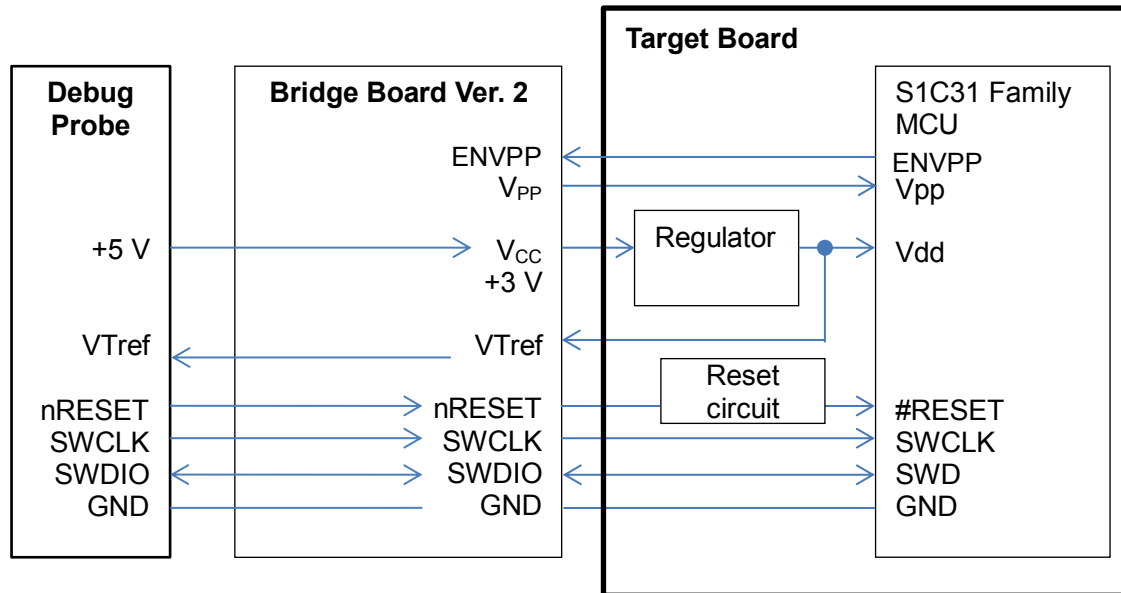 Target Board
Debug
Probe
Bridge Board Ver. 2
S1C31 Family
MCU
ENVPP
ENVPP
VPP
Vpp
+5 V
VCC
+3 V
Regulator
Vdd
VTref
VTref
Reset
circuit
nRESET
nRESET
#RESET
SWCLK
SWCLK
SWCLK
SWDIO
SWDIO
SWD
GND
GND
GND